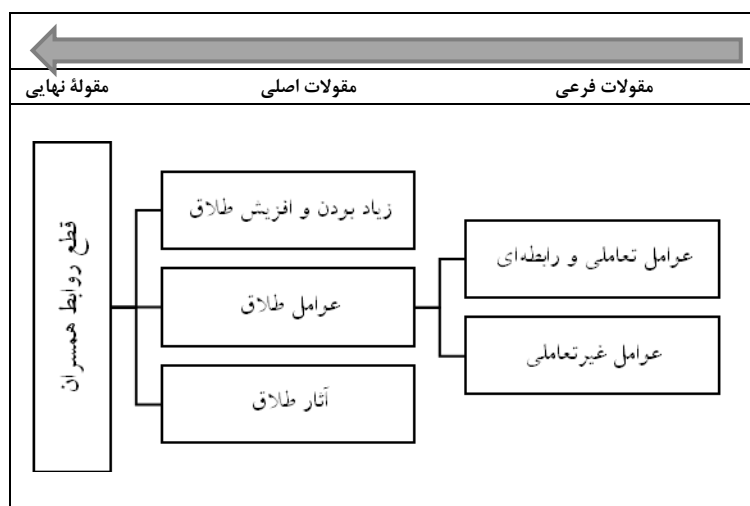 مقولات فرعی
مقولات اصلی
مقولهٔ نهایی
عوامل تعاملی و رابطه‌ای
عوامل غیرتعاملی
زیاد بودن و افزیش طلاق
عوامل طلاق
آثار طلاق
قطع روابط همسران